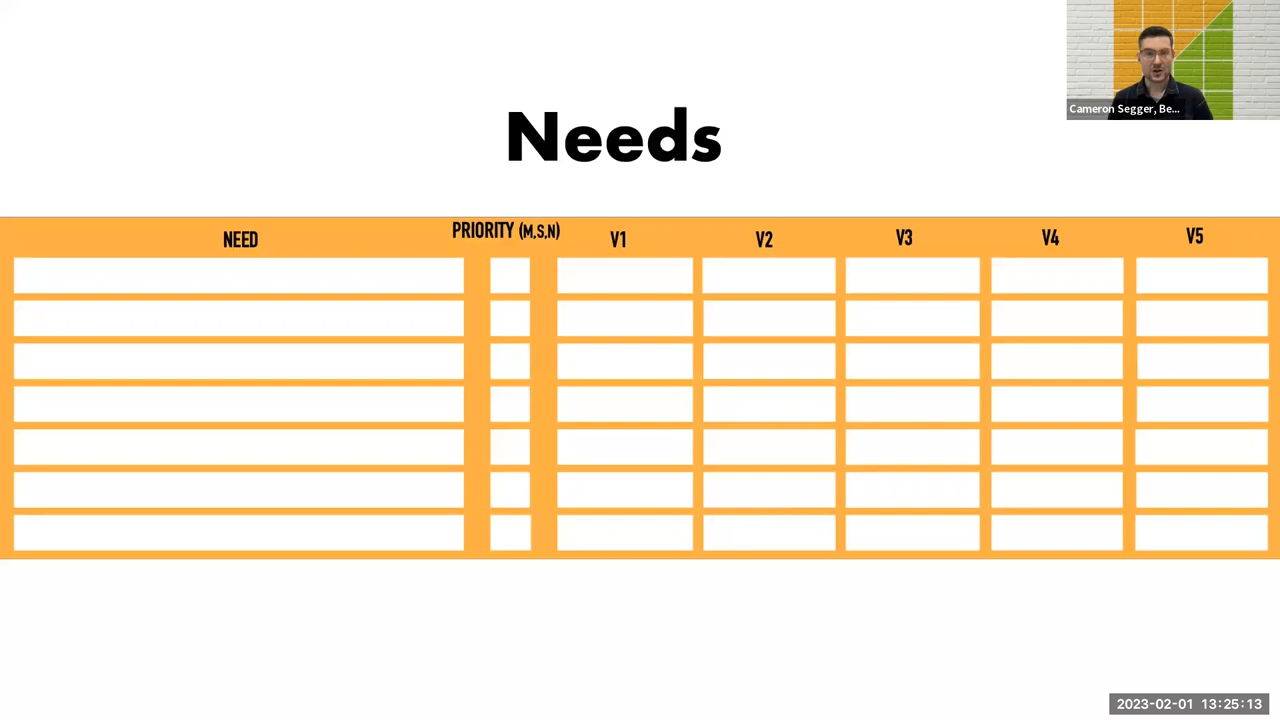 Cameron Segger, Be...
Needs
NEED PRIORITY (M,S,N) V1 V2 V3 V4 V5
2023-02-01 13:25:13